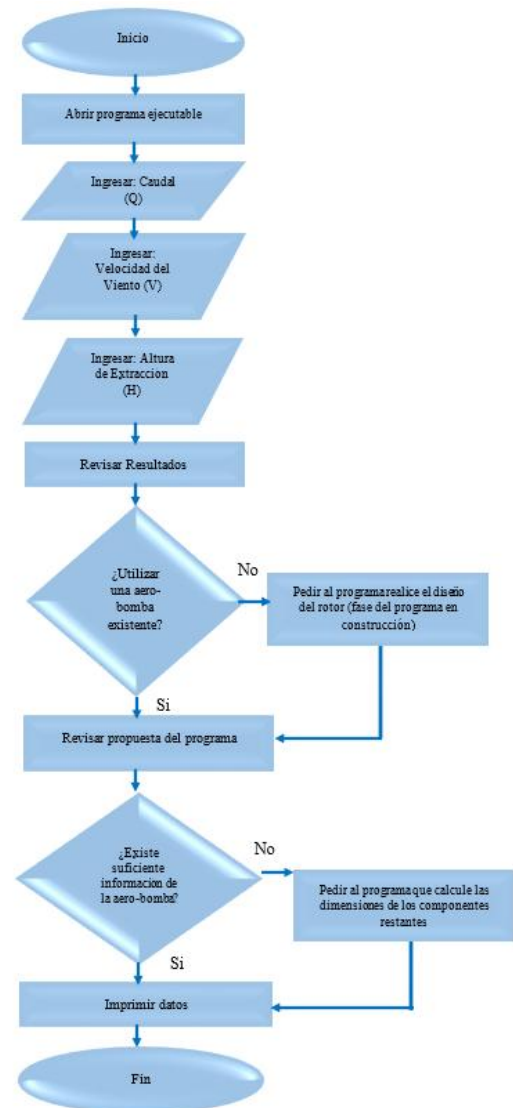 Inicio
Abrir programa ejecutable
Ingresar: Caudal
(Q)
Ingresar:
Velocidad del
Viento (V)
Ingresar: Altura
de Extraccion
(H)
Revisar Resultados
¿Utilizar
una aero-
bomba
existente?
No
Pedir al programa realice el diseño
del rotor (fase del programa en
construcción)
Si
Revisar propuesta del programa
¿Existe
suficiente
informacion de
la aero-bomba?
No
Pedir al programa que calcule las
dimensiones de los componentes
restantes
Si
Imprimir datos
Fin